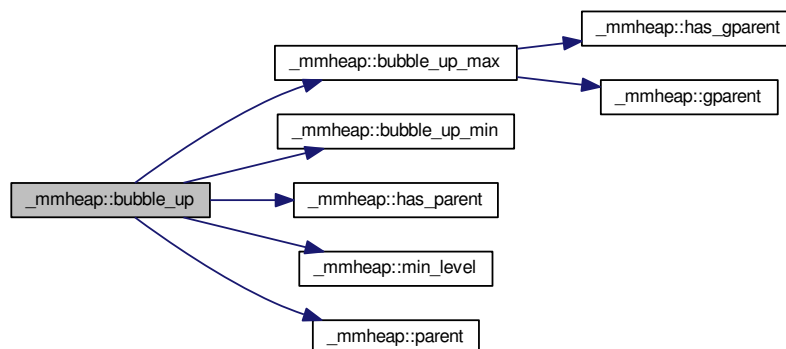 _mmheap::has_gparent
_mmheap::bubble_up_max
_mmheap::gparent
_mmheap::bubble_up_min
_mmheap::bubble_up
_mmheap::has_parent
_mmheap::min_level
_mmheap::parent